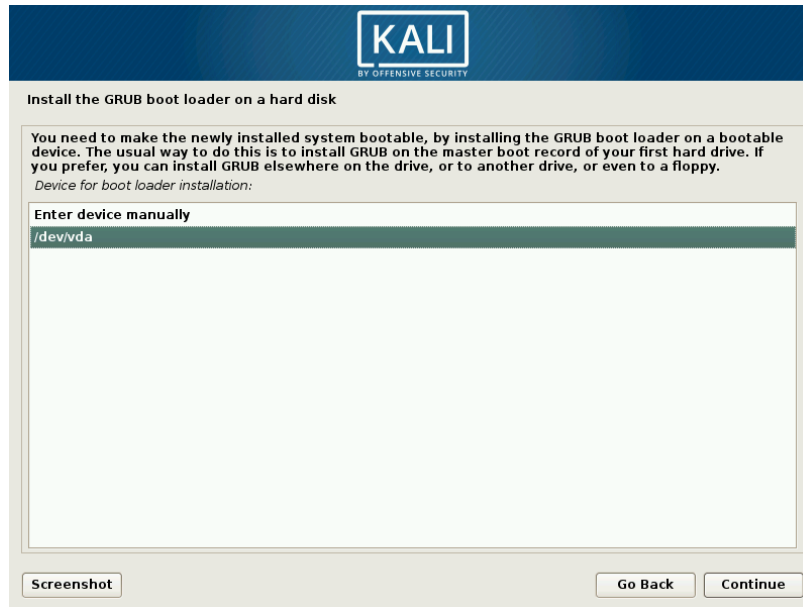 KALI
BY OFFENSIVE SECURITY
Install the GRUB boot loader on a hard disk
You need to make the newly installed system bootable, by installing the GRUB boot loader on a bootable
device. The usual way to do this is to install GRUB on the master boot record of your first hard drive. If
you prefer, you can install GRUB elsewhere on the drive, or to another drive, or even to a floppy.
Device for boot loader installation:
Enter device manually
/dev/vda
Screenshot
Go Back
Continue